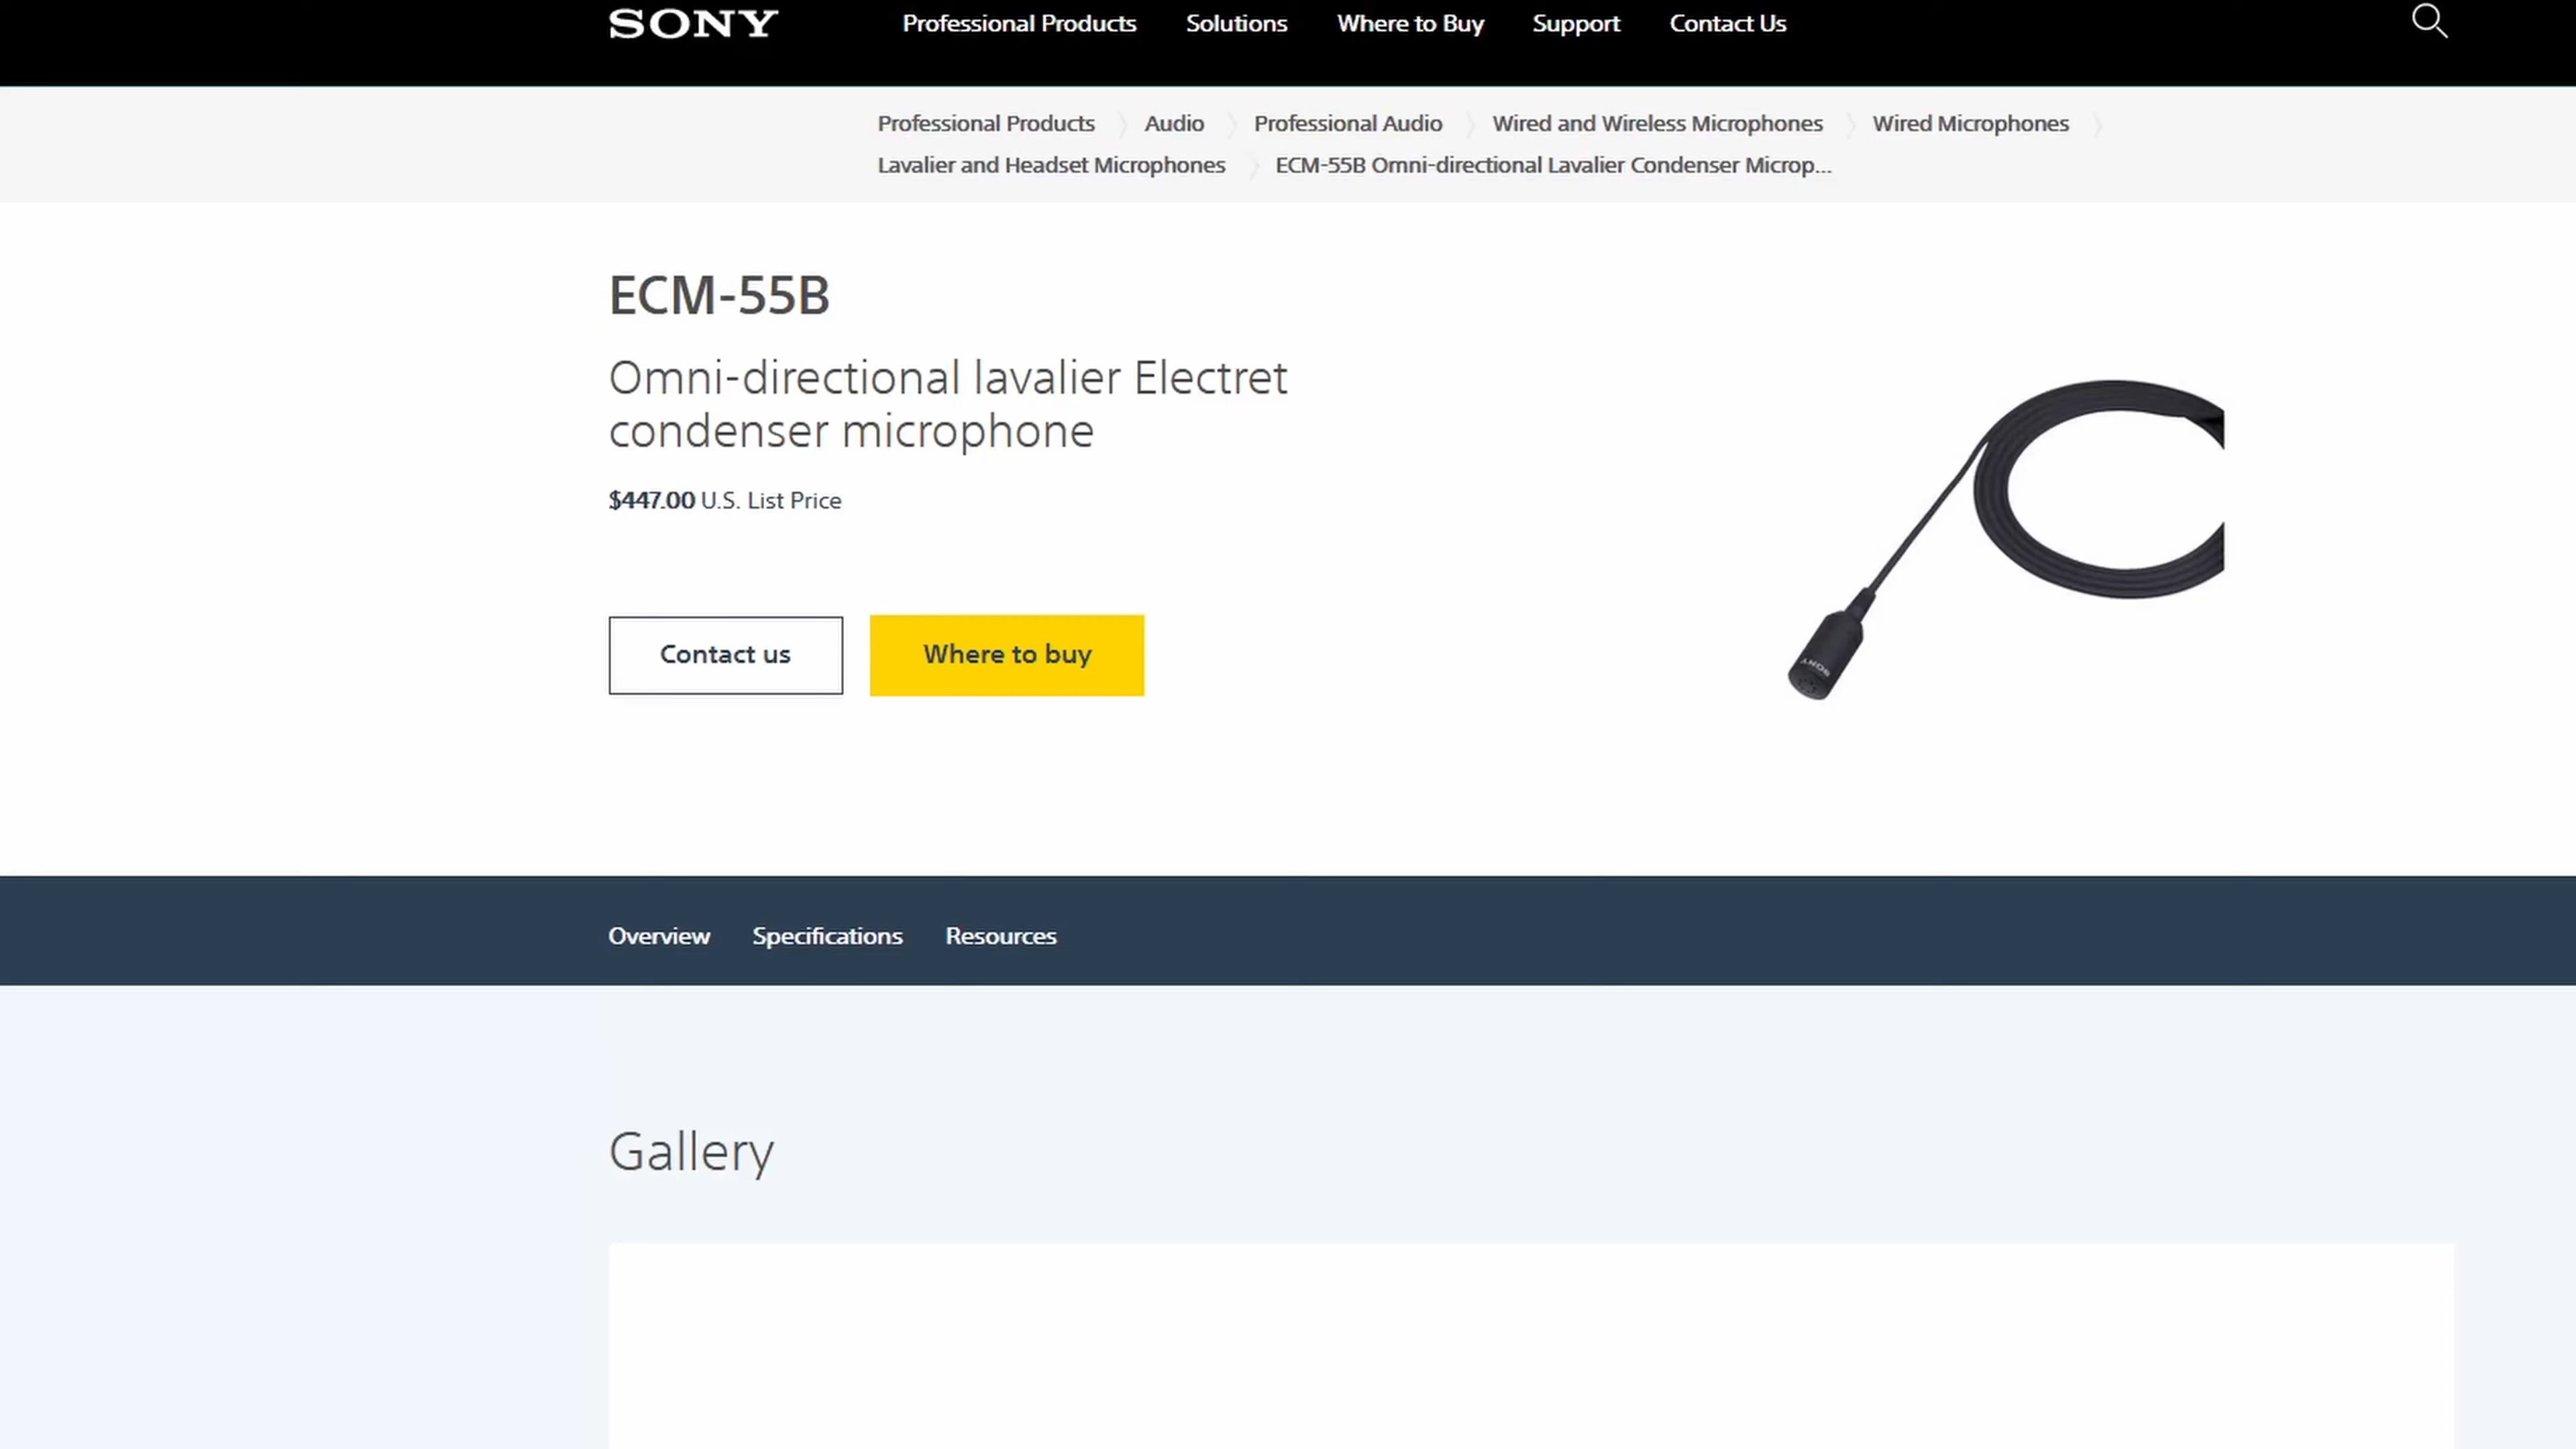 SONY Professional Products Solutions Where to Buy Support Contact Us
Professional Products Audio Professional Audio Wired and Wireless Microphones Wired Microphones
Lavalier and Headset Microphones ECM-55B Omni-directional Lavalier Condenser Microp...
ECM-55B
Omni-directional lavalier Electret
condenser microphone
$447.00 U.S. List Price
SONY
Contact us Where to buy
Overview Specifications Resources
Gallery